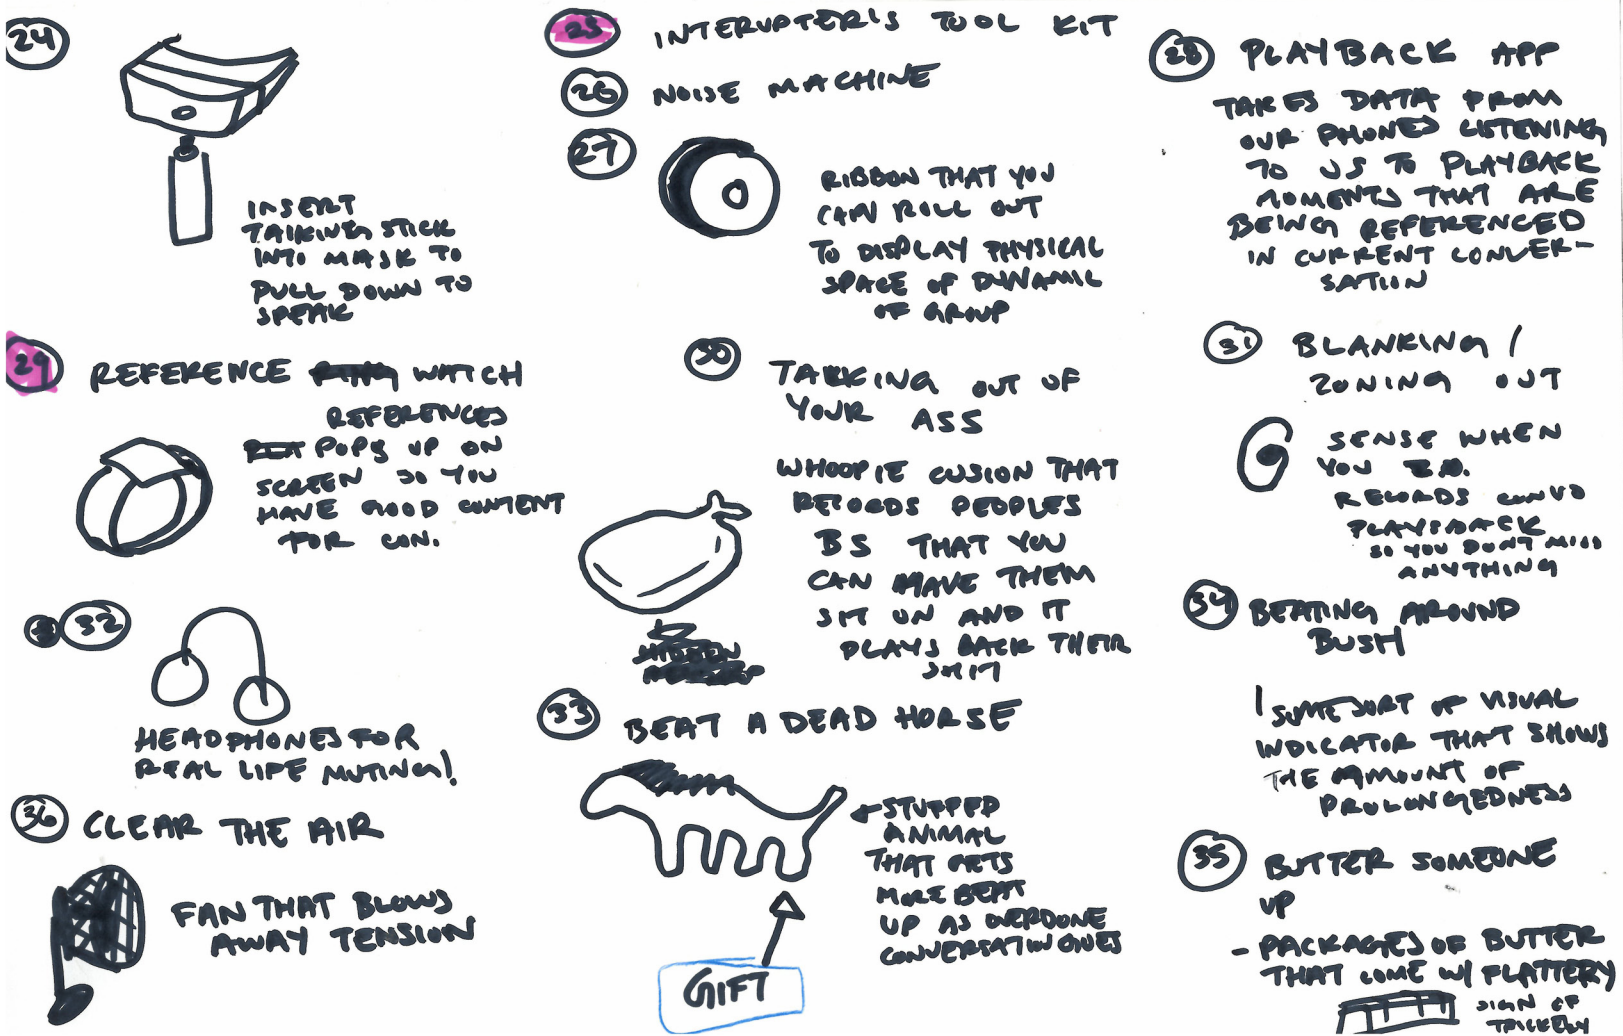 24
INSERT
TALKING STICK
INTO MASK TO
PULL DOWN TO
SPEAK
25 INTERUPTER'S TOOL KIT
26 NOISE MACHINE
27
RIBBON THAT YOU
CAN ROLL OUT
TO DISPLAY PHYSICAL
SPACE OF DYNAMIC
OF GROUP
28 PLAYBACK APP
TAKES DATA FROM
OUR PHONES LISTENING
TO US TO PLAYBACK
MOMENTS THAT ARE
BEING REFERENCED
IN CURRENT CONVER-
SATION
29 REFERENCE WATCH
REFERENCES
POPS UP ON
SCREEN SO YOU
HAVE GOOD CONTENT
FOR CON.
30 TALKING OUT OF
YOUR ASS
WHOOPIE CUSION THAT
RECORDS PEOPLES
BS THAT YOU
CAN HAVE THEM
SIT ON AND IT
PLAYS BACK THEIR
SHIT
31 BLANKING /
ZONING OUT
SENSE WHEN
YOU Z.O.
RECORDS CONVO
PLAYSBACK
SO YOU DON'T MISS
ANYTHING
32
HEADPHONES FOR
REAL LIFE MUTING!
33 BEAT A DEAD HORSE
STUFFED
ANIMAL
THAT GETS
MORE BEAT
UP AS OVERDONE
CONVERSATION GOES
GIFT
34 BEATING AROUND
BUSH
SOME SORT OF VISUAL
INDICATOR THAT SHOWS
THE AMOUNT OF
PROLONGEDNESS
35 BUTTER SOMEONE
UP
- PACKAGES OF BUTTER
THAT COME W/ FLATTERY
SIGN OF
36 CLEAR THE AIR
FAN THAT BLOWS
AWAY TENSION